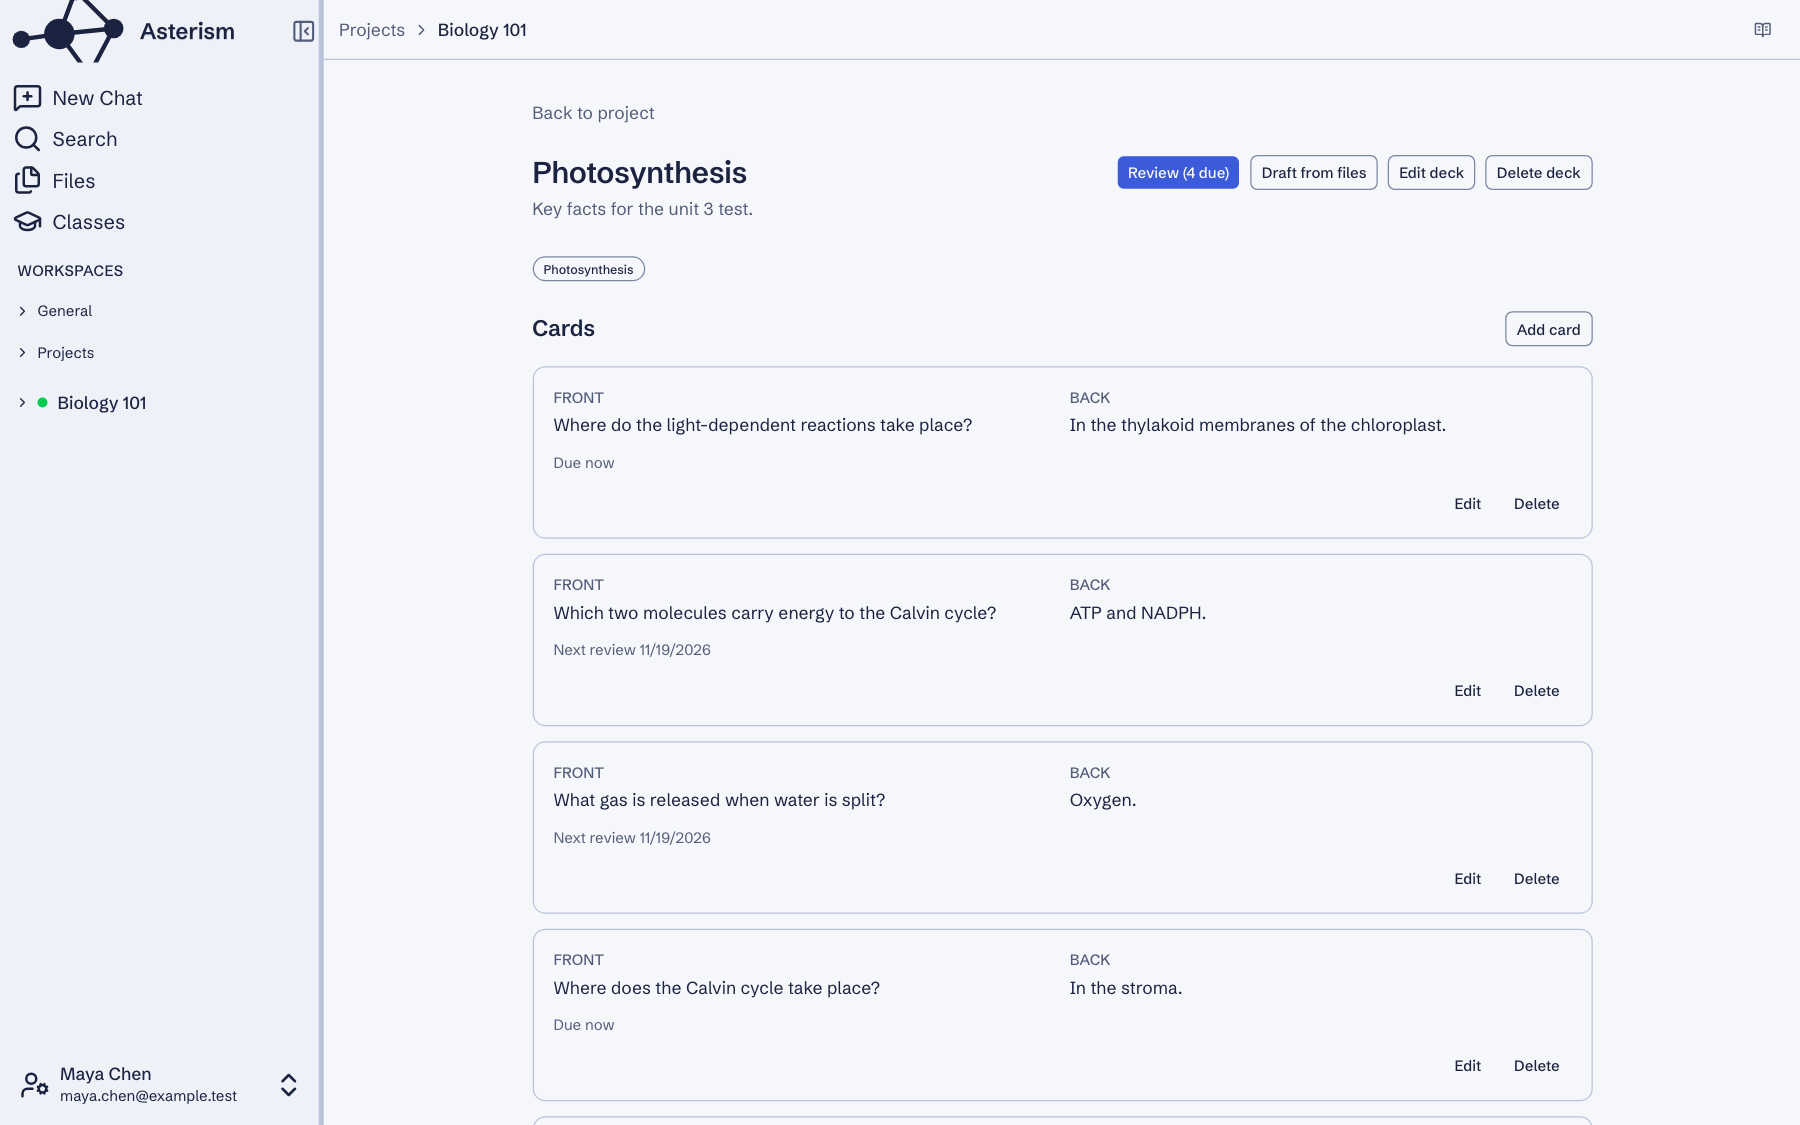 Asterism
New Chat
Search
Files
Classes
WORKSPACES
General
Projects
Biology 101
Maya Chen
maya.chen@example.test
Projects > Biology 101
Back to project
Photosynthesis
Review (4 due) Draft from files Edit deck Delete deck
Key facts for the unit 3 test.
Photosynthesis
Cards
Add card
FRONT BACK
Where do the light-dependent reactions take place? In the thylakoid membranes of the chloroplast.
Due now
Edit Delete
FRONT BACK
Which two molecules carry energy to the Calvin cycle? ATP and NADPH.
Next review 11/19/2026
Edit Delete
FRONT BACK
What gas is released when water is split? Oxygen.
Next review 11/19/2026
Edit Delete
FRONT BACK
Where does the Calvin cycle take place? In the stroma.
Due now
Edit Delete